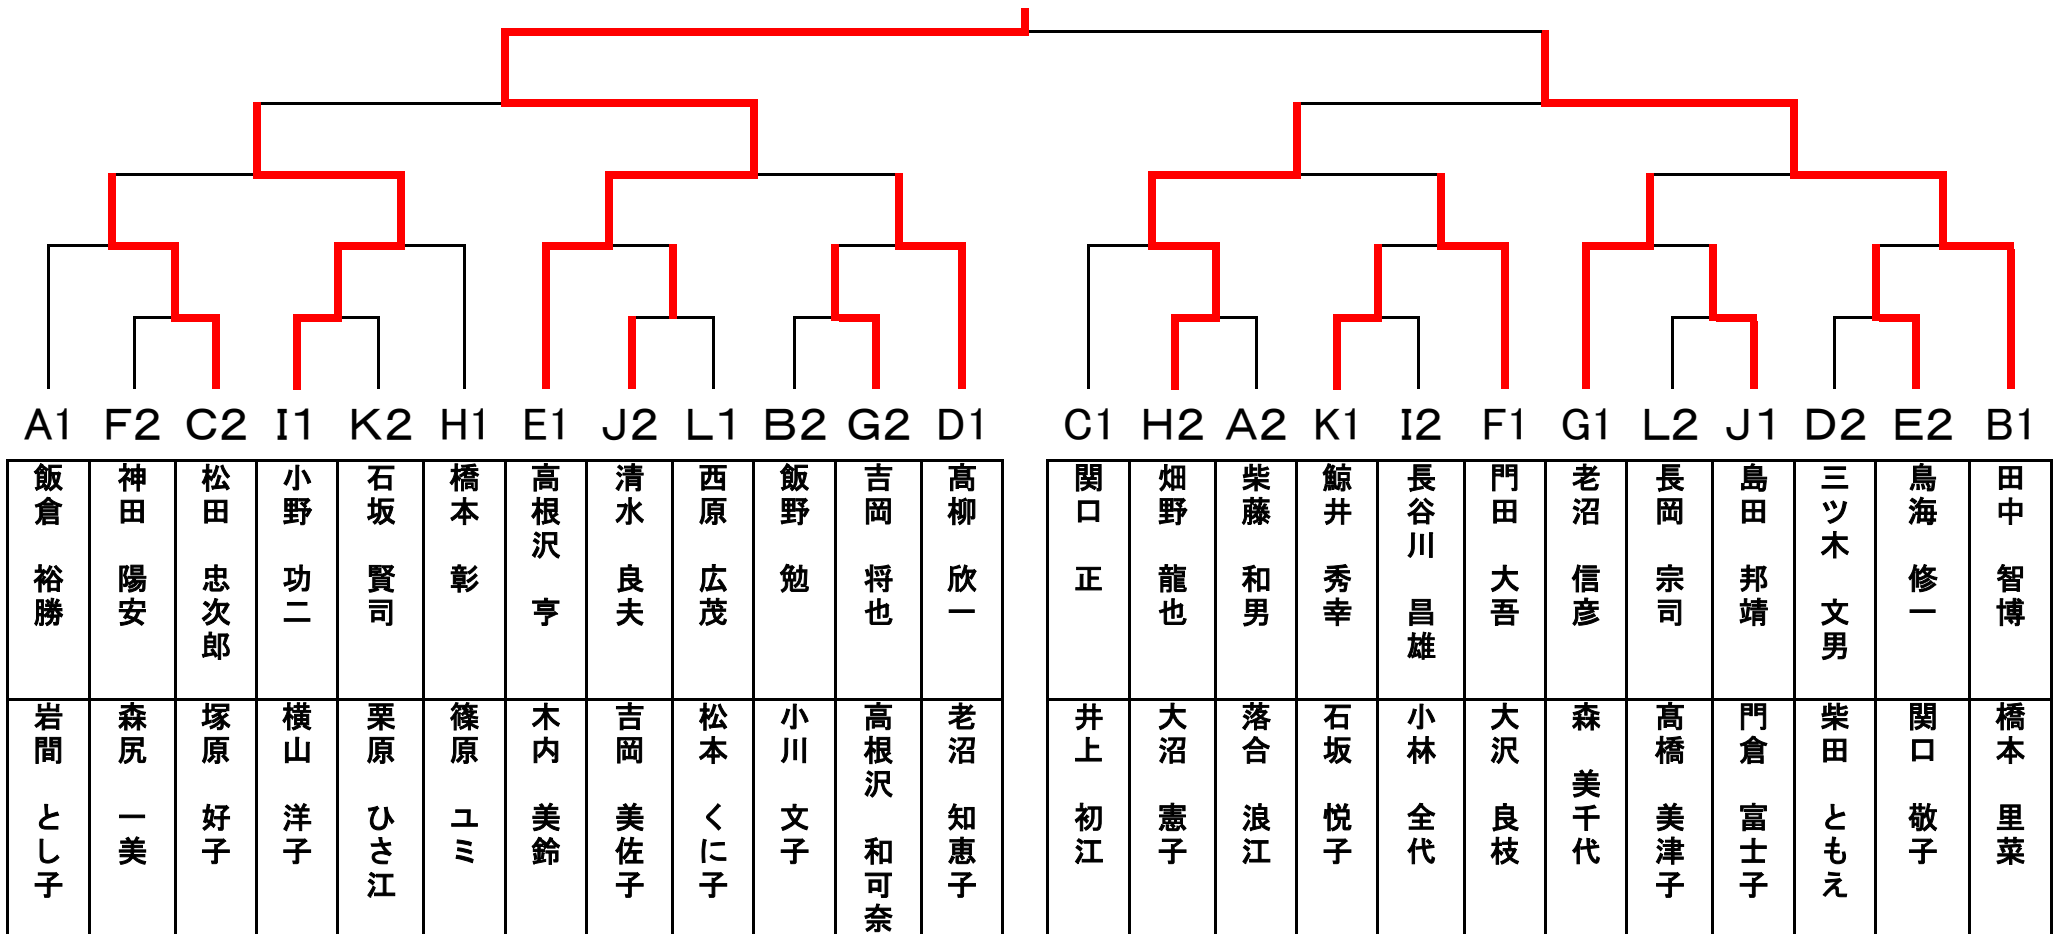 A1 F2 C2 I1 K2 H1 E1 J2 L1 B2 G2 D1 C1 H2 A2 K1 I2 F1 G1 L2 J1 D2 E2 B1
飯倉 裕勝
神田 陽安
松田 忠次郎
小野 功二
石坂 賢司
橋本 彰
高根沢 亨
清水 良夫
西原 広茂
飯野 勉
吉岡 将也
髙柳 欣一
関口 正
畑野 龍也
柴藤 和男
鯨井 秀幸
長谷川 昌雄
門田 大吾
老沼 信彦
長岡 宗司
島田 邦靖
三ツ木 文男
鳥海 修一
田中 智博
岩間 とし子
森尻 一美
塚原 好子
横山 洋子
栗原 ひさ江
篠原 ユミ
木内 美鈴
吉岡 美佐子
松本 くに子
小川 文子
高根沢 和可奈
老沼 知恵子
井上 初江
大沼 憲子
落合 浪江
石坂 悦子
小林 全代
大沢 良枝
森 美千代
髙橋 美津子
門倉 富士子
柴田 ともえ
関口 敬子
橋本 里菜